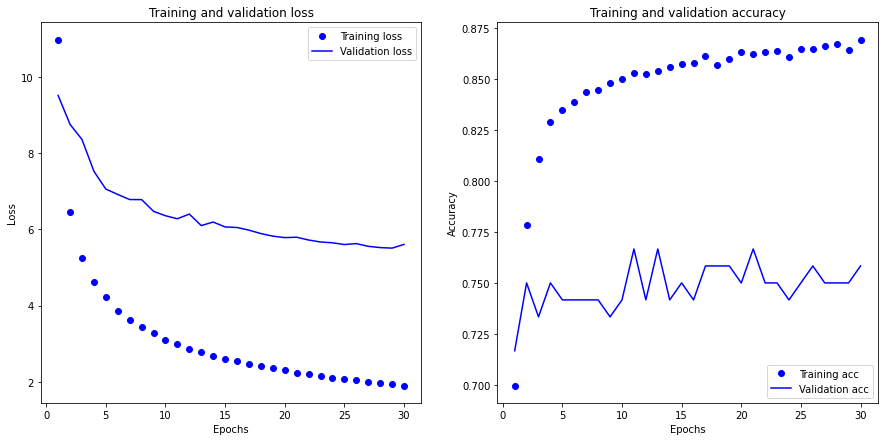 Training and validation loss
Training loss
Validation loss
10
8
6
4
2
Loss
0
5
10
15
20
25
30
Epochs
Training and validation accuracy
0.875
0.850
0.825
0.800
0.775
0.750
0.725
0.700
Accuracy
Training acc
Validation acc
0
5
10
15
20
25
30
Epochs